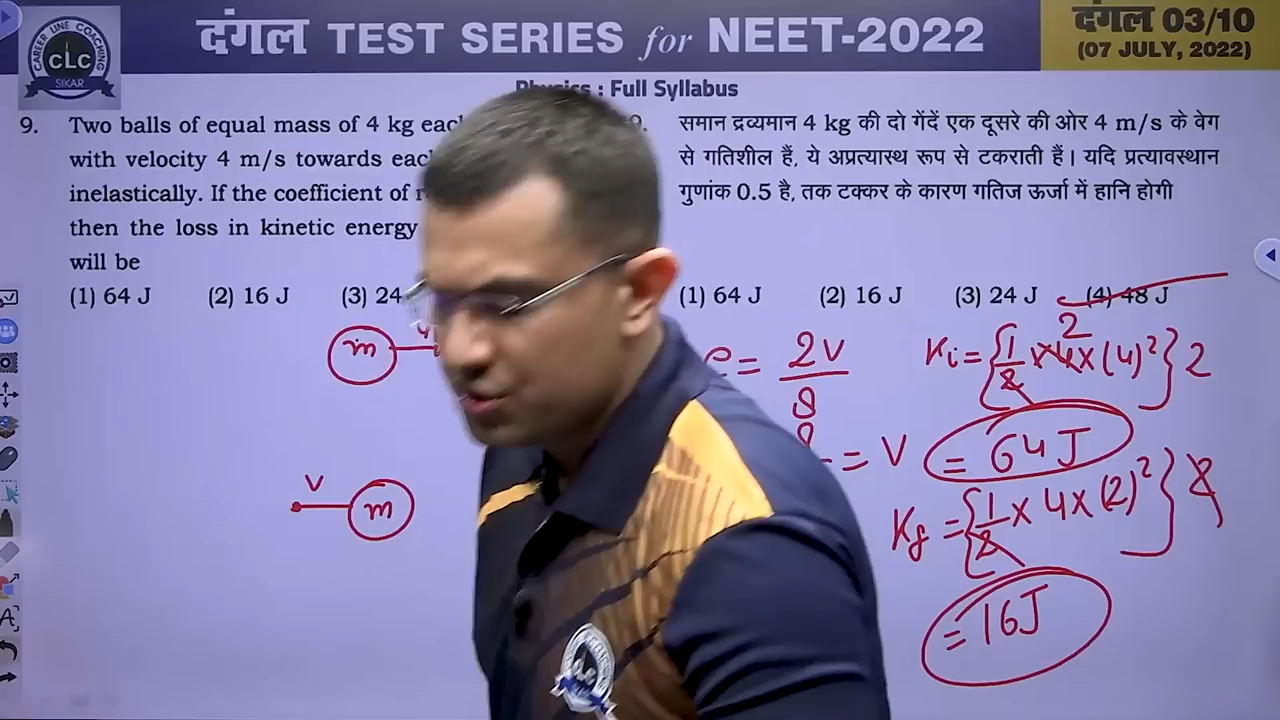 दंगल TEST SERIES for NEET-2022
दंगल 03/10
(07 JULY, 2022)
CAREER LINE COACHING
CLC
SIKAR
Physics : Full Syllabus
9. Two balls of equal mass of 4 kg
with velocity 4 m/s towards
inelastically. If the coefficient of
then the loss in kinetic energy
will be
(1) 64 J (2) 16 J (3) 24
समान द्रव्यमान 4 kg की दो गेंदें एक दूसरे की ओर 4 m/s के वेग
से गतिशील हैं, ये अप्रत्यास्थ रूप से टकराती हैं। यदि प्रत्यावस्थान
गुणांक 0.5 है, तक टक्कर के कारण गतिज ऊर्जा में हानि होगी
(1) 64 J (2) 16 J (3) 24 J (4) 48 J
m
v
m
e = 2v/8
= v
Ki = {1/2 × 4 × (4)²} 2
2
= 64 J
Kf = {1/2 × 4 × (2)²} 2
= 16 J